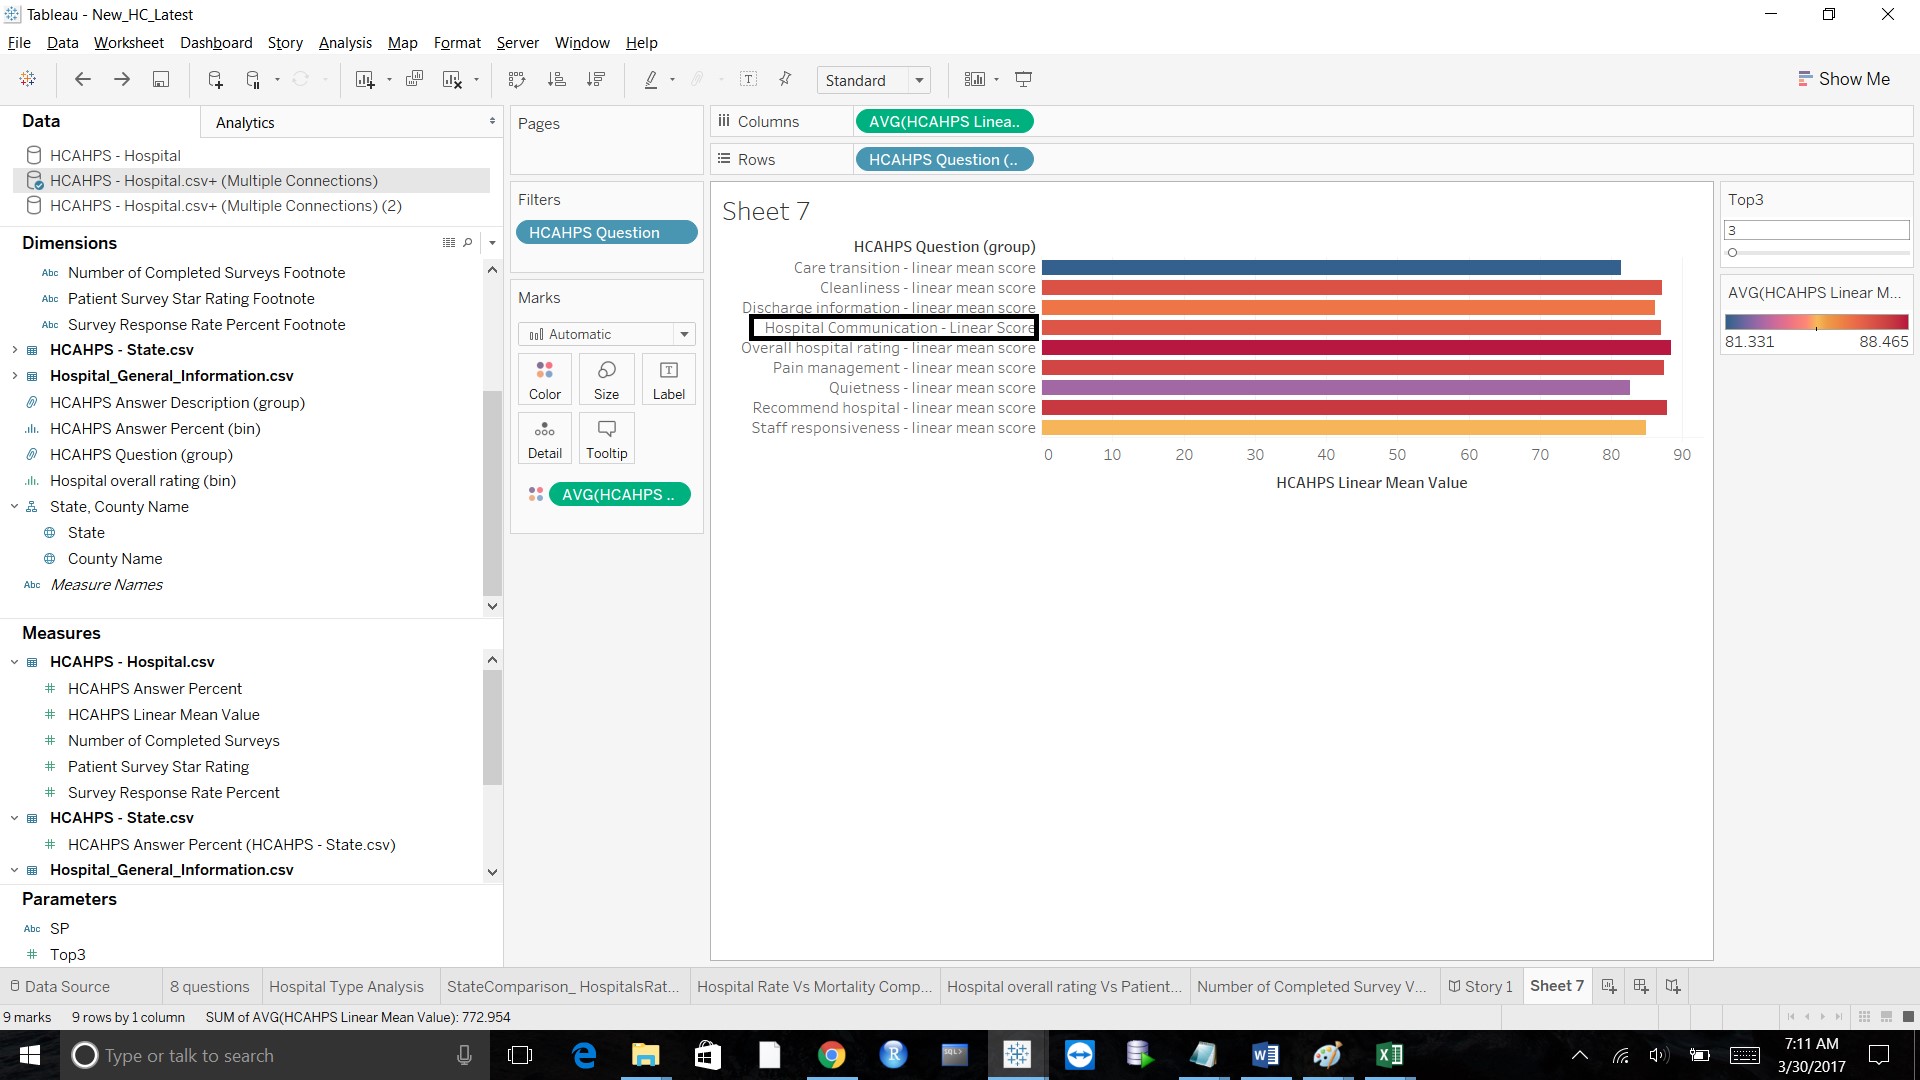 Tableau - New_HC_Latest
File Data Worksheet Dashboard Story Analysis Map Format Server Window Help
Standard
Show Me
Data
Analytics
HCAHPS - Hospital
HCAHPS - Hospital.csv+ (Multiple Connections)
HCAHPS - Hospital.csv+ (Multiple Connections) (2)
Dimensions
Abc Number of Completed Surveys Footnote
Abc Patient Survey Star Rating Footnote
Abc Survey Response Rate Percent Footnote
HCAHPS - State.csv
Hospital_General_Information.csv
HCAHPS Answer Description (group)
HCAHPS Answer Percent (bin)
HCAHPS Question (group)
Hospital overall rating (bin)
State, County Name
State
County Name
Abc Measure Names
Measures
HCAHPS - Hospital.csv
# HCAHPS Answer Percent
# HCAHPS Linear Mean Value
# Number of Completed Surveys
# Patient Survey Star Rating
# Survey Response Rate Percent
HCAHPS - State.csv
# HCAHPS Answer Percent (HCAHPS - State.csv)
Hospital_General_Information.csv
Parameters
Abc SP
# Top3
Pages
Filters
HCAHPS Question
Marks
Automatic
Color
Size
T
Label
Detail
Tooltip
AVG(HCAHPS ..
Columns
AVG(HCAHPS Linea..
Rows
HCAHPS Question (..
Sheet 7
HCAHPS Question (group)
Care transition - linear mean score
Cleanliness - linear mean score
Discharge information - linear mean score
Hospital Communication - Linear Score
Overall hospital rating - linear mean score
Pain management - linear mean score
Quietness - linear mean score
Recommend hospital - linear mean score
Staff responsiveness - linear mean score
0 10 20 30 40 50 60 70 80 90
HCAHPS Linear Mean Value
Top3
3
AVG(HCAHPS Linear M...
81.331 88.465
Data Source
8 questions
Hospital Type Analysis
StateComparison_ HospitalsRat...
Hospital Rate Vs Mortality Comp...
Hospital overall rating Vs Patient...
Number of Completed Survey V...
Story 1
Sheet 7
9 marks 9 rows by 1 column SUM of AVG(HCAHPS Linear Mean Value): 772.954
Type or talk to search
R
SQL>
7:11 AM
3/30/2017